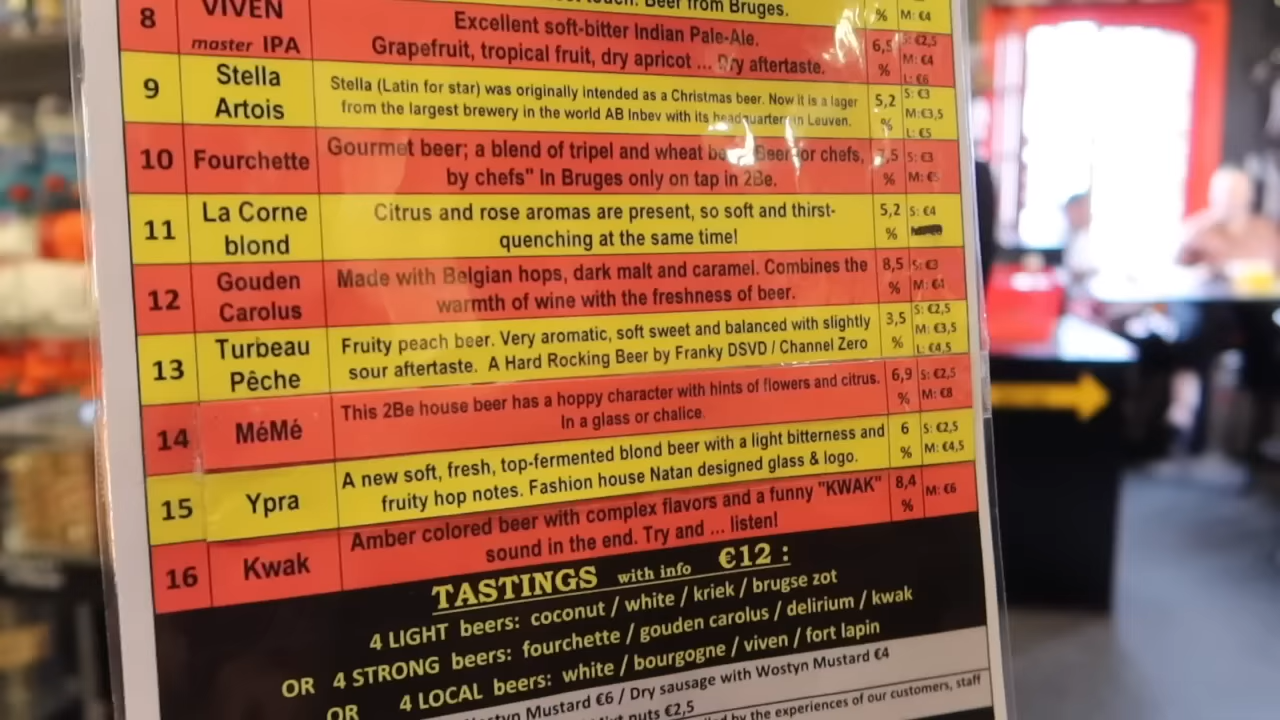 Beer from Bruges.
% M: €4
8 VIVEN
master IPA
Excellent soft-bitter Indian Pale-Ale.
Grapefruit, tropical fruit, dry apricot ... Dry aftertaste.
% S: €2,5
M: €4
L: €6
9 Stella
Artois
Stella (Latin for star) was originally intended as a Christmas beer. Now it is a lager
from the largest brewery in the world AB Inbev with its headquarters in Leuven.
5,2
%
S: €3
M:€3,5
L: €5
10 Fourchette
Gourmet beer; a blend of tripel and wheat for chefs,
by chefs" In Bruges only on tap in 2Be.
%
S: €3
M: €5
11 La Corne
blond
Citrus and rose aromas are present, so soft and thirst-
quenching at the same time!
5,2
%
S: €4
12 Gouden
Carolus
Made with Belgian hops, dark malt and caramel. Combines the
warmth of wine with the freshness of beer.
8,5
%
S: €3
M: €4
13 Turbeau
Pêche
Fruity peach beer. Very aromatic, soft sweet and balanced with slightly
sour aftertaste. A Hard Rocking Beer by Franky DSVD / Channel Zero
3,5
%
S: €2,5
M: €3,5
L: €4,5
14 MéMé
This 2Be house beer has a hoppy character with hints of flowers and citrus.
In a glass or chalice.
6,9
%
S: €2,5
M: €8
15 Ypra
A new soft, fresh, top-fermented blond beer with a light bitterness and
fruity hop notes. Fashion house Natan designed glass & logo.
6
%
S: €2,5
M: €4,5
16 Kwak
Amber colored beer with complex flavors and a funny "KWAK"
sound in the end. Try and ... listen!
8,4
%
M: €6
TASTINGS with info €12 :
4 LIGHT beers: coconut / white / kriek / brugse zot
OR 4 STRONG beers: fourchette / gouden carolus / delirium / kwak
OR 4 LOCAL beers: white / bourgogne / viven / fort lapin
Mustard €6 / Dry sausage with Wostyn Mustard €4
nuts €2,5
by the experiences of our customers, staff